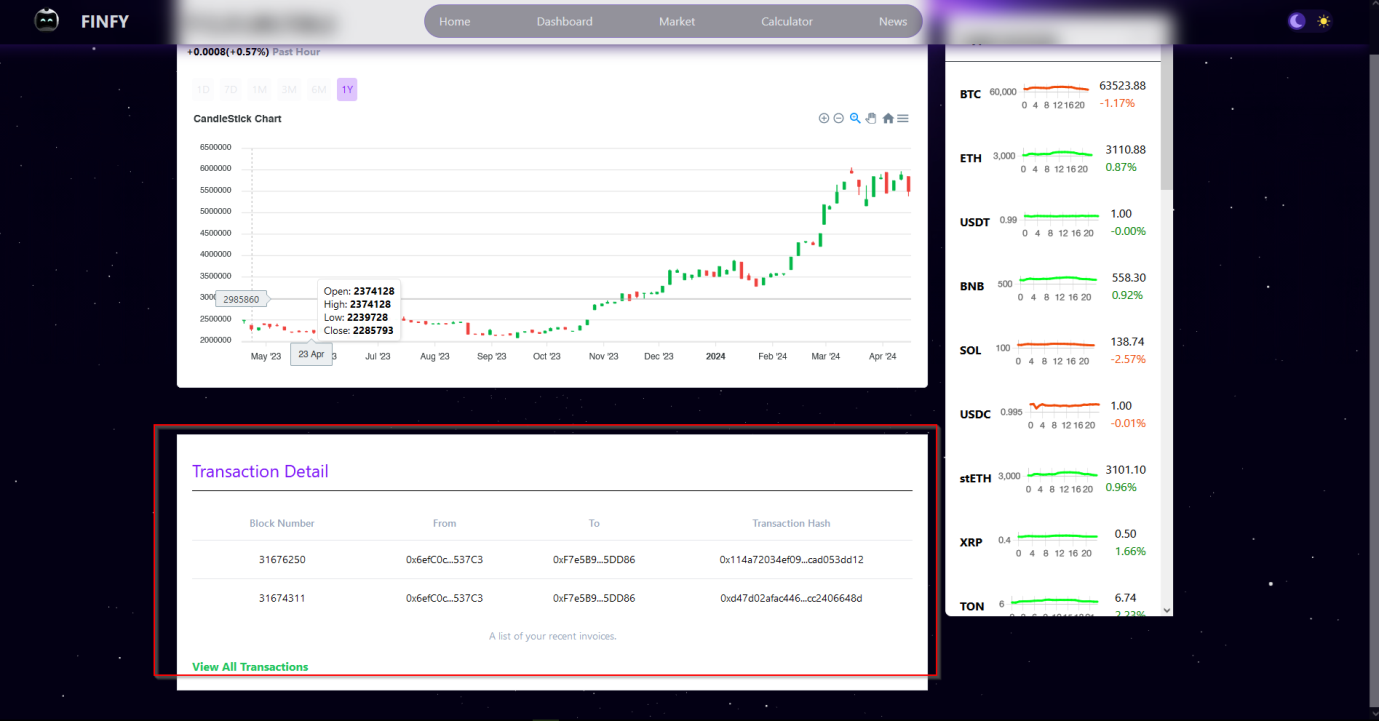 FINFY
Home Dashboard Market Calculator News
+0.0008(+0.57%) Past Hour
1D 7D 1M 3M 6M 1Y
CandleStick Chart
6500000
6000000
5500000
5000000
4500000
4000000
3500000
2985860
2500000
2000000
Open: 2374128
High: 2374128
Low: 2239728
Close: 2285793
23 Apr
May '23 Jul '23 Aug '23 Sep '23 Oct '23 Nov '23 Dec '23 2024 Feb '24 Mar '24 Apr '24
Transaction Detail
Block Number From To Transaction Hash
31676250 0x6efC0c...537C3 0xF7e5B9...5DD86 0x114a72034ef09...cad053dd12
31674311 0x6efC0c...537C3 0xF7e5B9...5DD86 0xd47d02afac446...cc2406648d
A list of your recent invoices.
View All Transactions
BTC 60,000 63523.88
0 4 8 12 16 20 -1.17%
ETH 3,000 3110.88
0 4 8 12 16 20 0.87%
USDT 0.99 1.00
0 4 8 12 16 20 -0.00%
BNB 500 558.30
0 4 8 12 16 20 0.92%
SOL 100 138.74
0 4 8 12 16 20 -2.57%
USDC 0.995 1.00
0 4 8 12 16 20 -0.01%
stETH 3,000 3101.10
0 4 8 12 16 20 0.96%
XRP 0.4 0.50
0 4 8 12 16 20 1.66%
TON 6 6.74